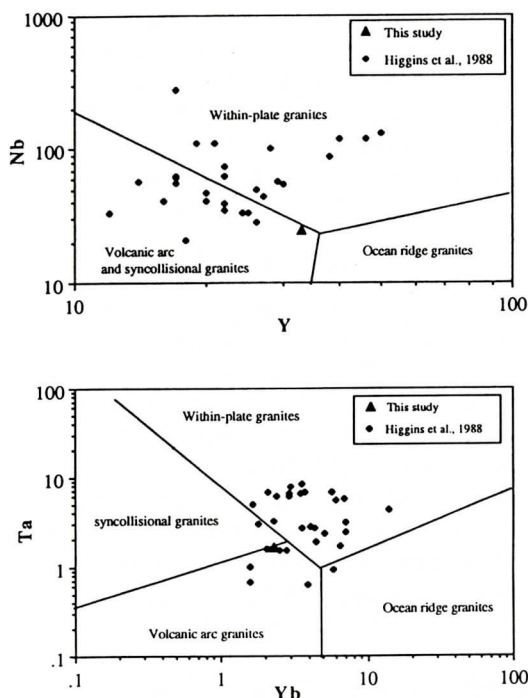 1000
This study
Higgins et al., 1988
Within-plate granites
Nb
100
Volcanic arc
and syncollisional granites
Ocean ridge granites
10
10
100
Y
100
Within-plate granites
This study
Higgins et al., 1988
10
syncollisional granites
Ta
1
Volcanic arc granites
Ocean ridge granites
.1
.1
1
10
100
Yb